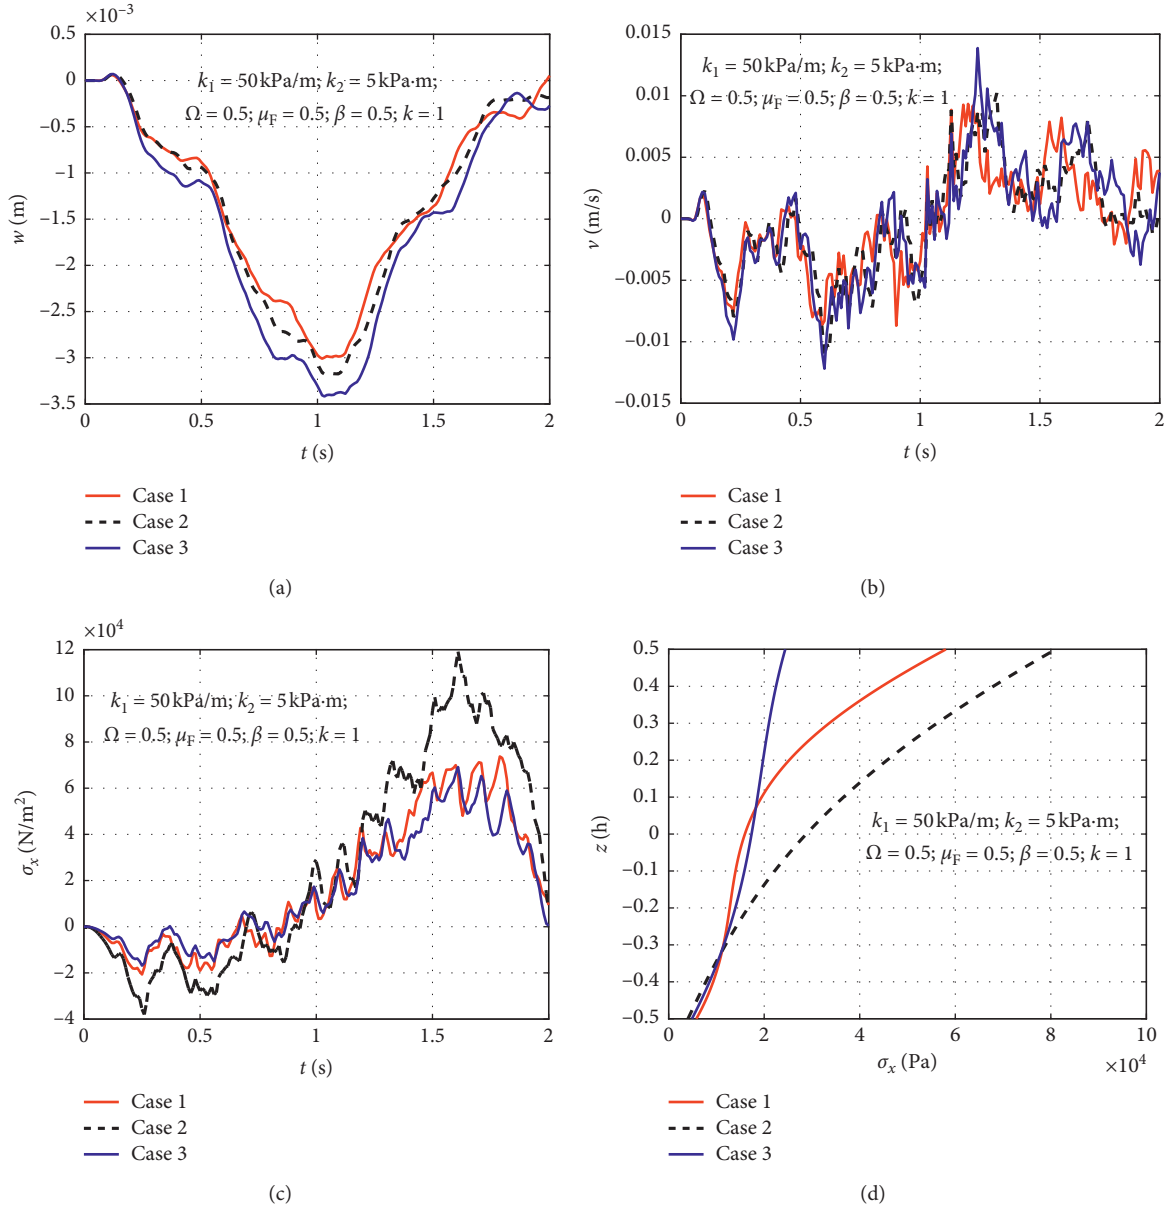 ×10⁻³
0.5
0
−0.5
−1
−1.5
−2
−2.5
−3
−3.5
w (m)
k₁ = 50 kPa/m; k₂ = 5 kPa·m;
Ω = 0.5; μF = 0.5; β = 0.5; k = 1
0 0.5 1 1.5 2
t (s)
Case 1
Case 2
Case 3
(a)
0.015
0.01
0.005
0
−0.005
−0.01
−0.015
v (m/s)
k₁ = 50 kPa/m; k₂ = 5 kPa·m;
Ω = 0.5; μF = 0.5; β = 0.5; k = 1
0 0.5 1 1.5 2
t (s)
Case 1
Case 2
Case 3
(b)
×10⁴
12
10
8
6
4
2
0
−2
−4
σx (N/m²)
k₁ = 50 kPa/m; k₂ = 5 kPa·m;
Ω = 0.5; μF = 0.5; β = 0.5; k = 1
0 0.5 1 1.5 2
t (s)
Case 1
Case 2
Case 3
(c)
0.5
0.4
0.3
0.2
0.1
0
−0.1
−0.2
−0.3
−0.4
−0.5
z (h)
k₁ = 50 kPa/m; k₂ = 5 kPa·m;
Ω = 0.5; μF = 0.5; β = 0.5; k = 1
0 2 4 6 8 10
σx (Pa)
×10⁴
Case 1
Case 2
Case 3
(d)